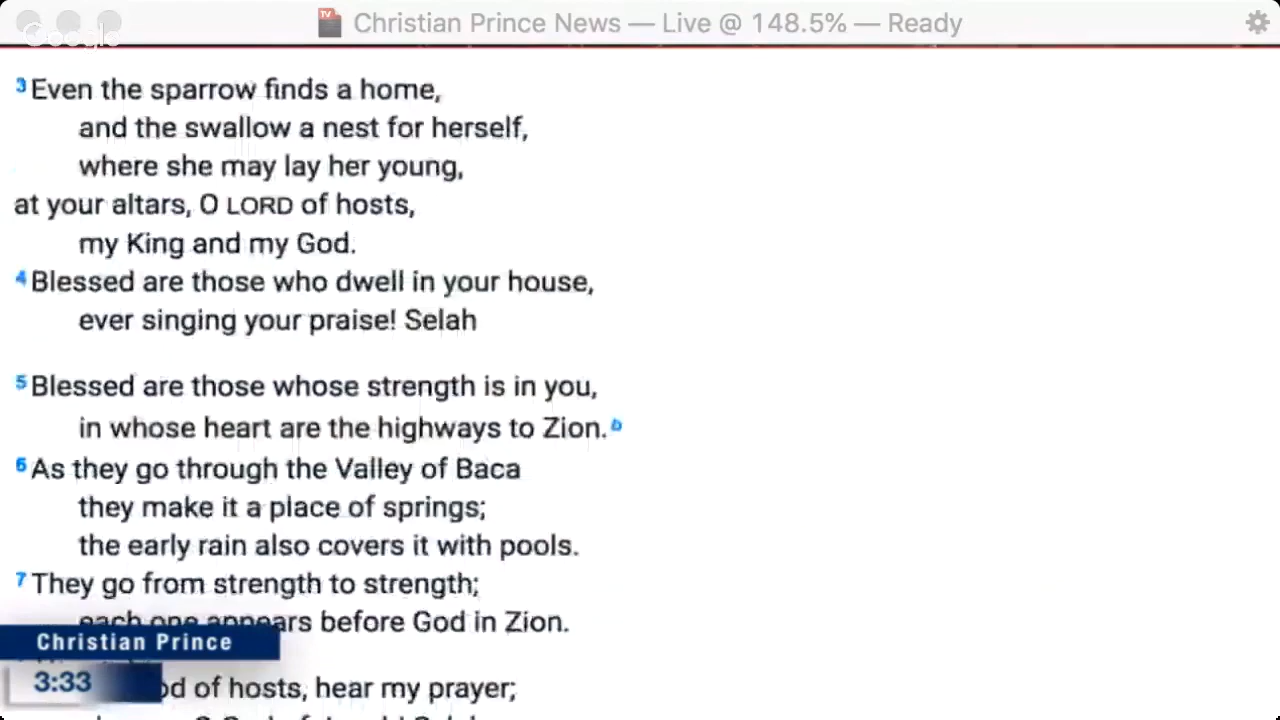 Christian Prince News — Live @ 148.5% — Ready
Google
3 Even the sparrow finds a home,
and the swallow a nest for herself,
where she may lay her young,
at your altars, O LORD of hosts,
my King and my God.
4 Blessed are those who dwell in your house,
ever singing your praise! Selah
5 Blessed are those whose strength is in you,
in whose heart are the highways to Zion. b
6 As they go through the Valley of Baca
they make it a place of springs;
the early rain also covers it with pools.
7 They go from strength to strength;
each one appears before God in Zion.
Christian Prince
3:33
of hosts, hear my prayer;